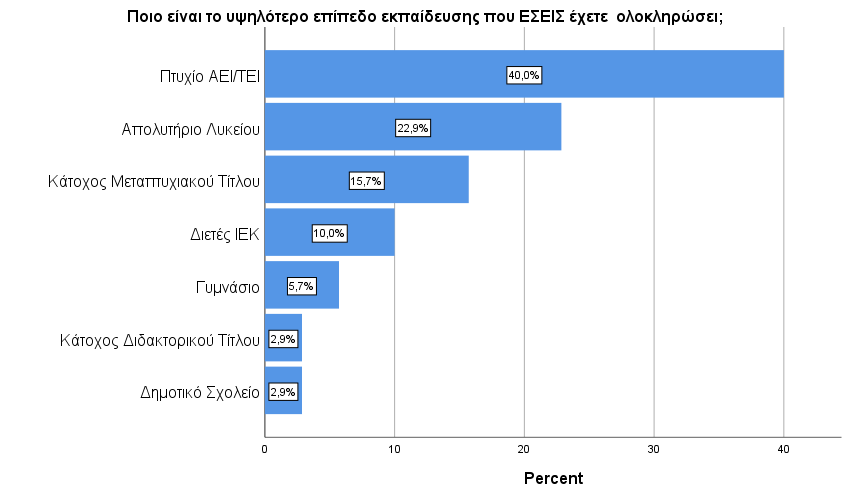 Ποιο είναι το υψηλότερο επίπεδο εκπαίδευσης που ΕΣΕΙΣ έχετε  ολοκληρώσει;
Πτυχίο ΑΕΙ/ΤΕΙ
40,0%
Απολυτήριο Λυκείου
22,9%
Κάτοχος Μεταπτυχιακού Τίτλου
15,7%
Διετές ΙΕΚ
10,0%
Γυμνάσιο
5,7%
Κάτοχος Διδακτορικού Τίτλου
2,9%
Δημοτικό Σχολείο
2,9%
0 10 20 30 40
Percent